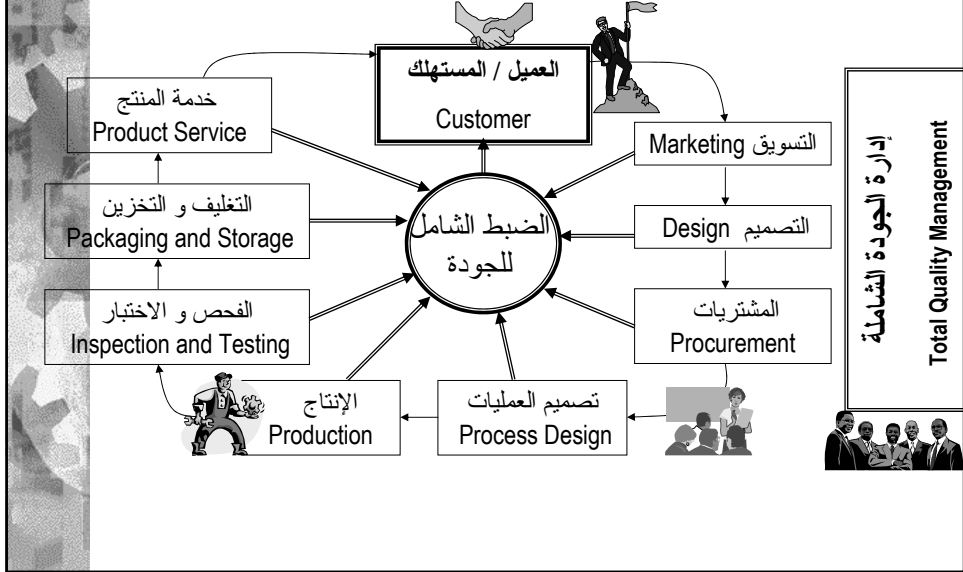 العميل / المستهلك
Customer
التسويق Marketing
التصميم Design
المشتريات
Procurement
تصميم العمليات
Process Design
الإنتاج
Production
الفحص و الاختبار
Inspection and Testing
التغليف و التخزين
Packaging and Storage
خدمة المنتج
Product Service
الضبط الشامل
للجودة
إدارة الجودة الشاملة
Total Quality Management